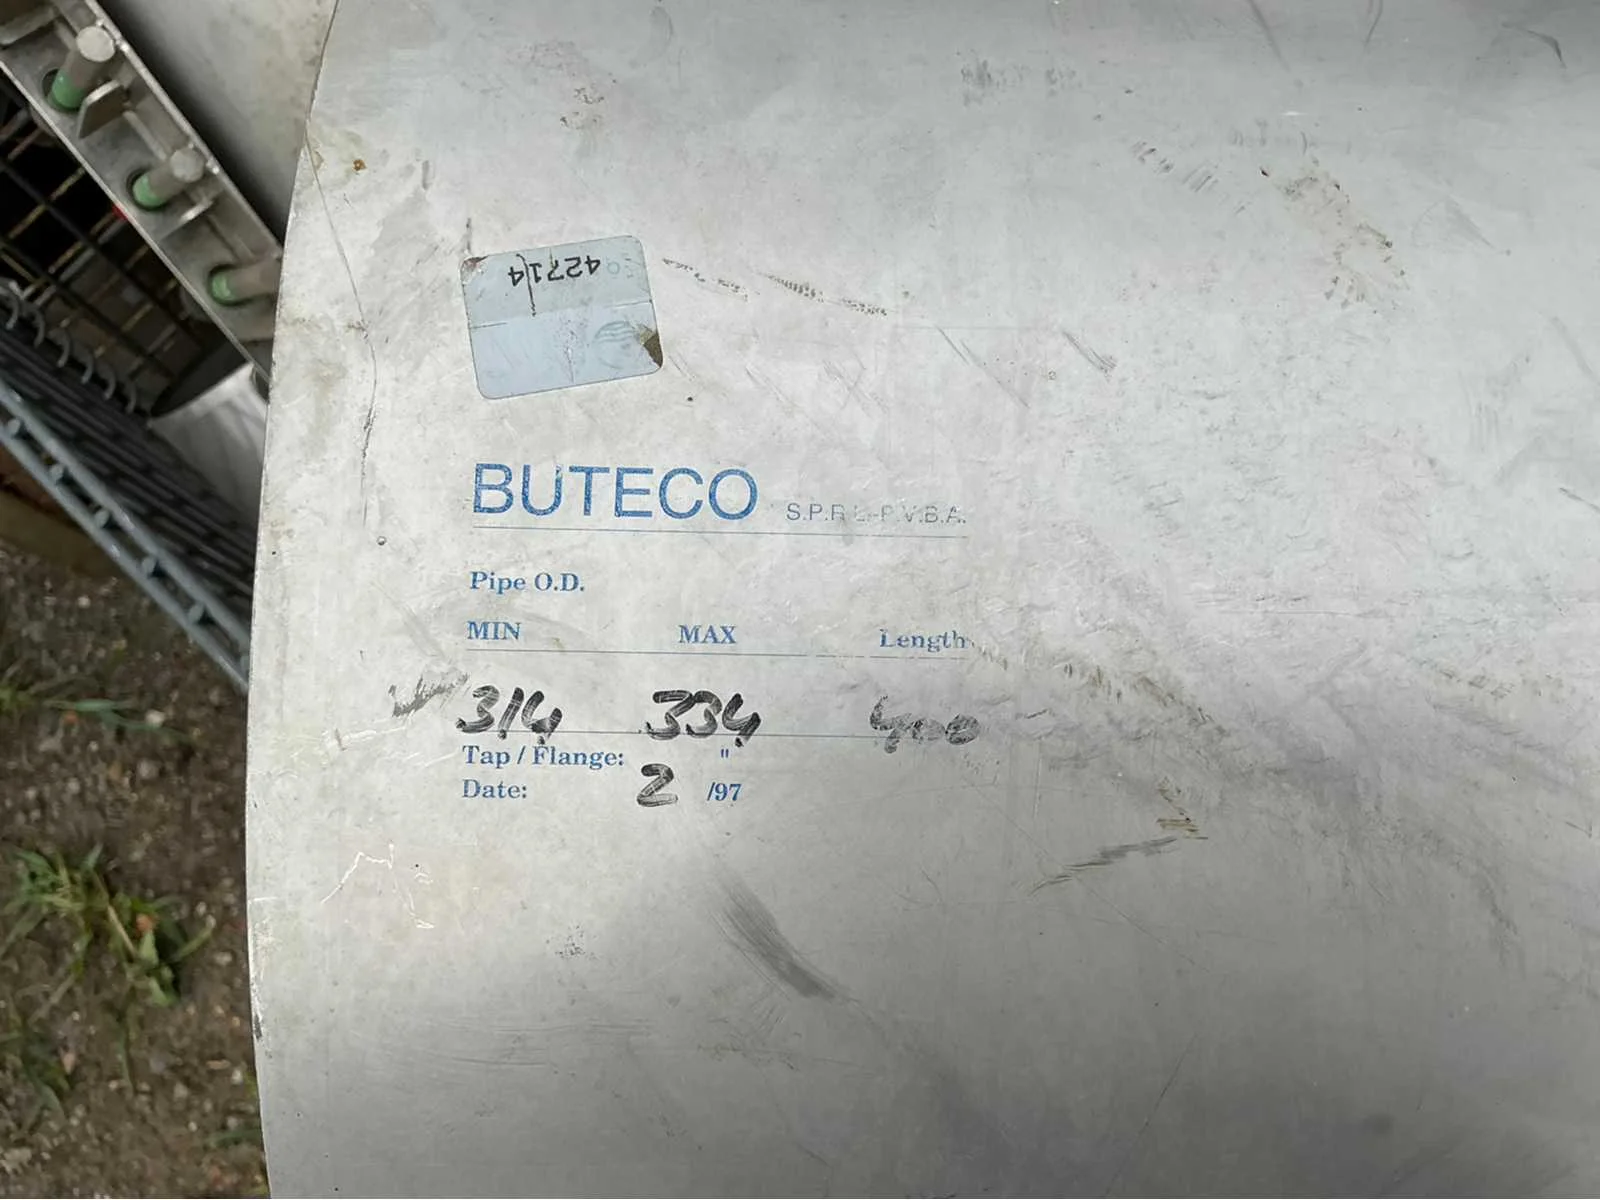 42714
BUTECO S.P.R.L.-P.V.B.A.
Pipe O.D.
MIN MAX Length
314 334 400
Tap / Flange: "
Date: 2 /97